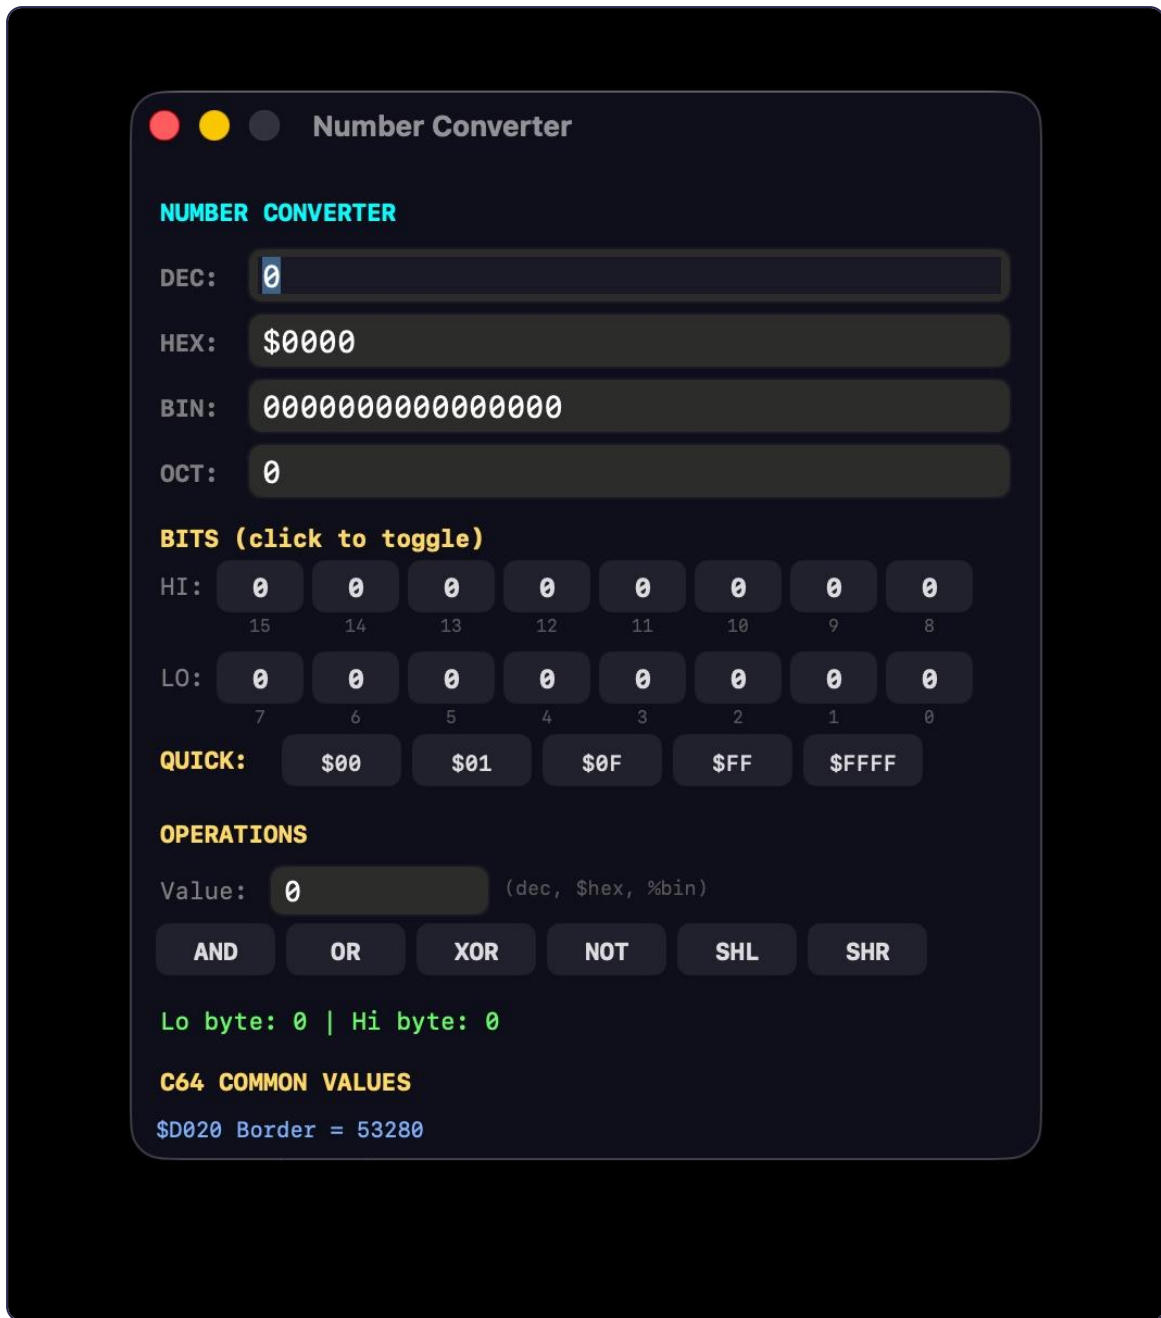 Number Converter
NUMBER CONVERTER
DEC: 0
HEX: $0000
BIN: 0000000000000000
OCT: 0
BITS (click to toggle)
HI: 0 0 0 0 0 0 0 0
15 14 13 12 11 10 9 8
LO: 0 0 0 0 0 0 0 0
7 6 5 4 3 2 1 0
QUICK: $00 $01 $0F $FF $FFFF
OPERATIONS
Value: 0 (dec, $hex, %bin)
AND OR XOR NOT SHL SHR
Lo byte: 0 | Hi byte: 0
C64 COMMON VALUES
$D020 Border = 53280